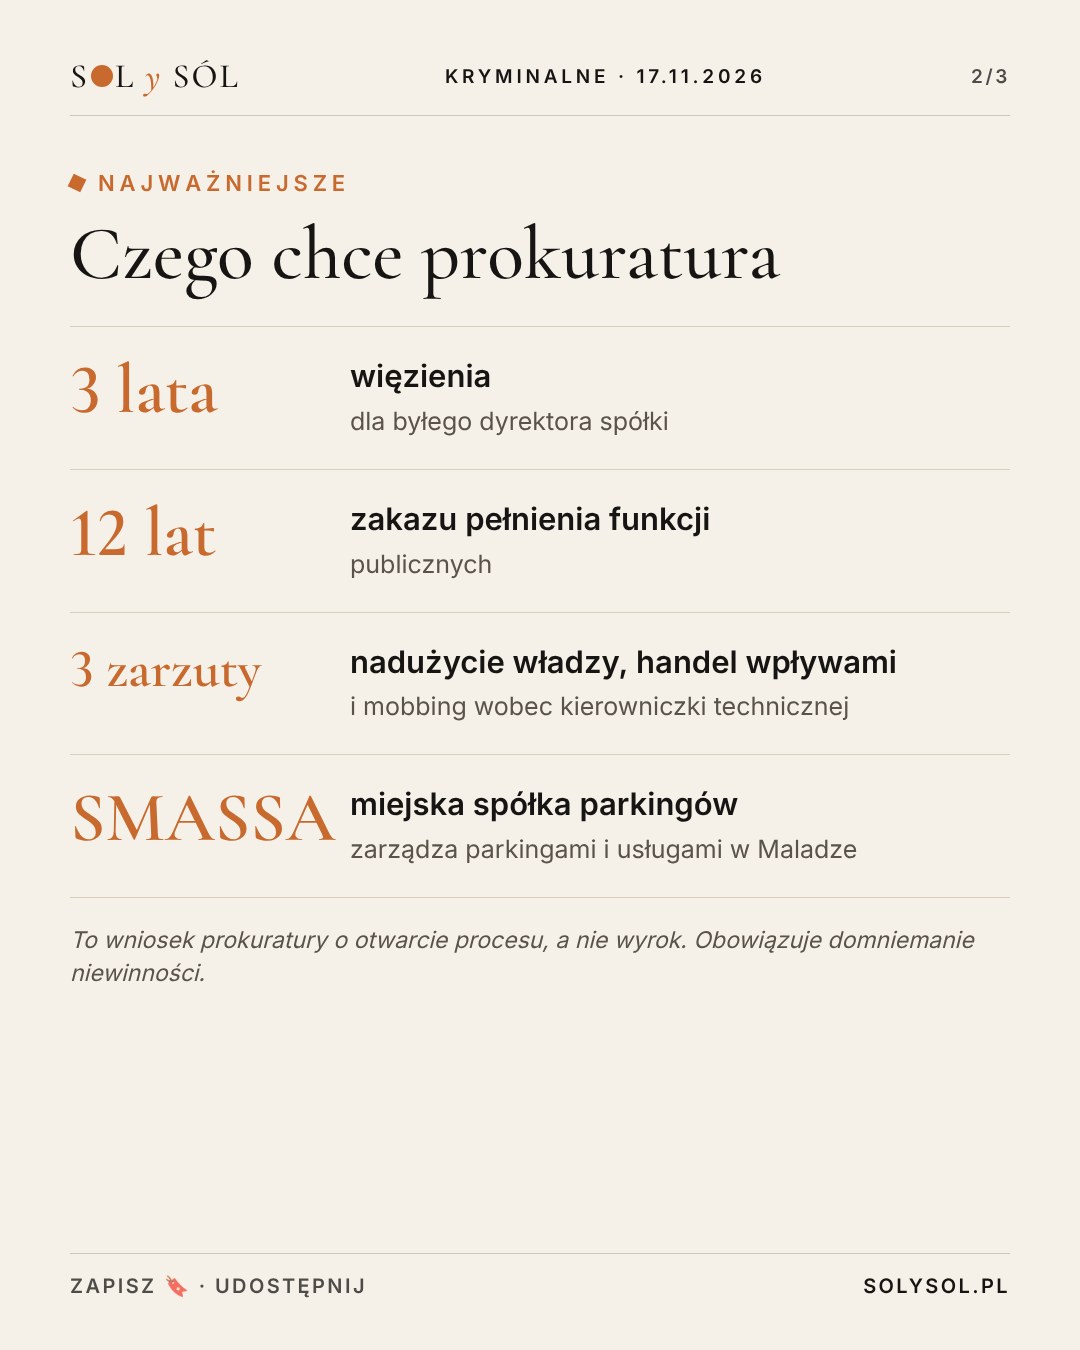 SOL y SÓL
KRYMINALNE · 17.11.2026
2/3
NAJWAŻNIEJSZE
Czego chce prokuratura
3 lata
więzienia
dla byłego dyrektora spółki
12 lat
zakazu pełnienia funkcji
publicznych
3 zarzuty
nadużycie władzy, handel wpływami
i mobbing wobec kierowniczki technicznej
SMASSA
miejska spółka parkingów
zarządza parkingami i usługami w Maladze
To wniosek prokuratury o otwarcie procesu, a nie wyrok. Obowiązuje domniemanie
niewinności.
ZAPISZ 🔖 · UDOSTĘPNIJ
SOLYSOL.PL